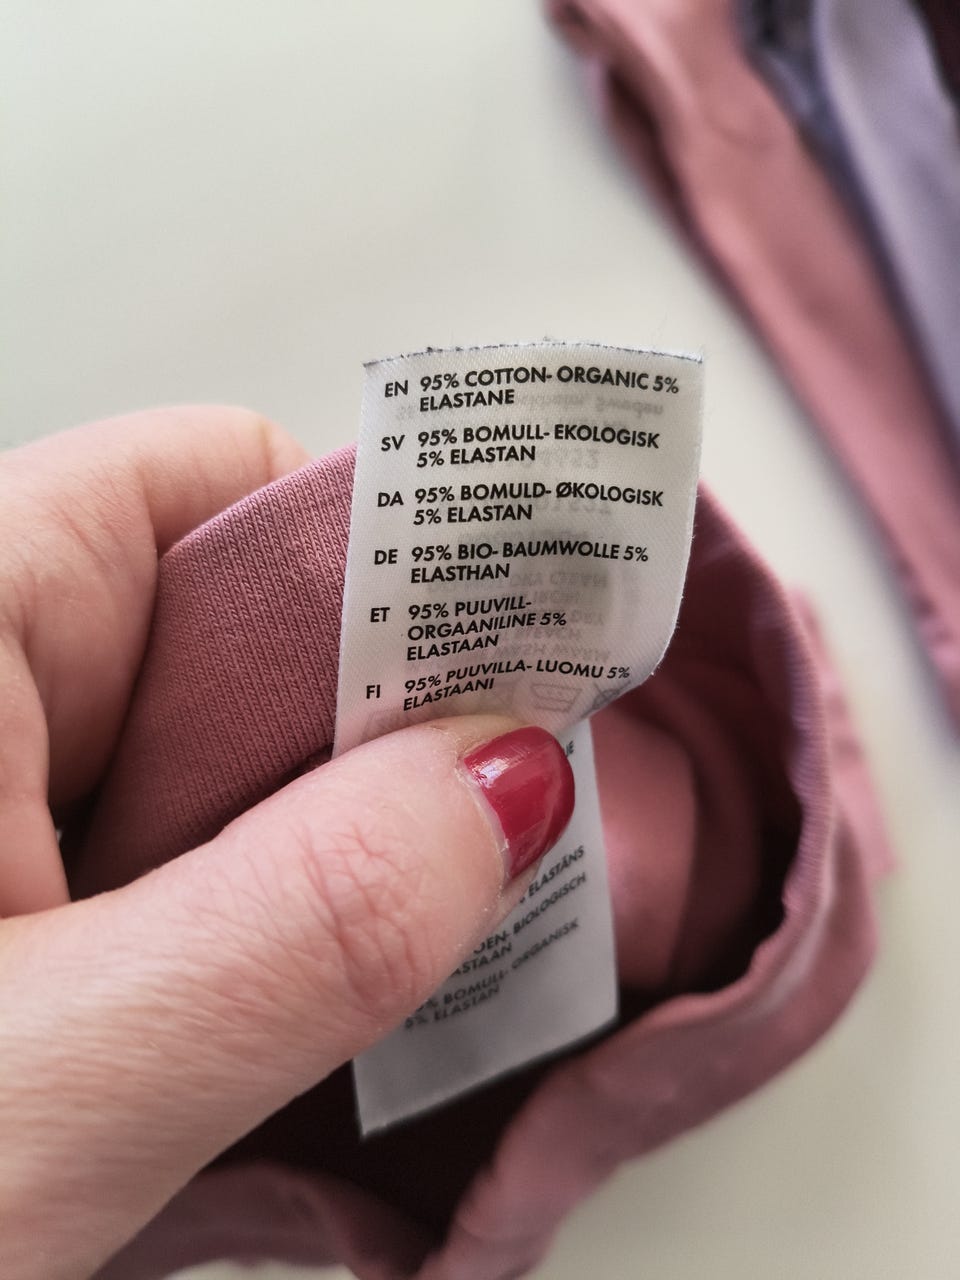 EN 95% COTTON- ORGANIC 5%
ELASTANE
SV 95% BOMULL- EKOLOGISK
5% ELASTAN
DA 95% BOMULD- ØKOLOGISK
5% ELASTAN
DE 95% BIO- BAUMWOLLE 5%
ELASTHAN
ET 95% PUUVILL-
ORGAANILINE 5%
ELASTAAN
FI 95% PUUVILLA- LUOMU 5%
ELASTAANI
% ELASTĀNS
BIOLOGISCH
BOMULL- ORGANISK
5% ELASTAN